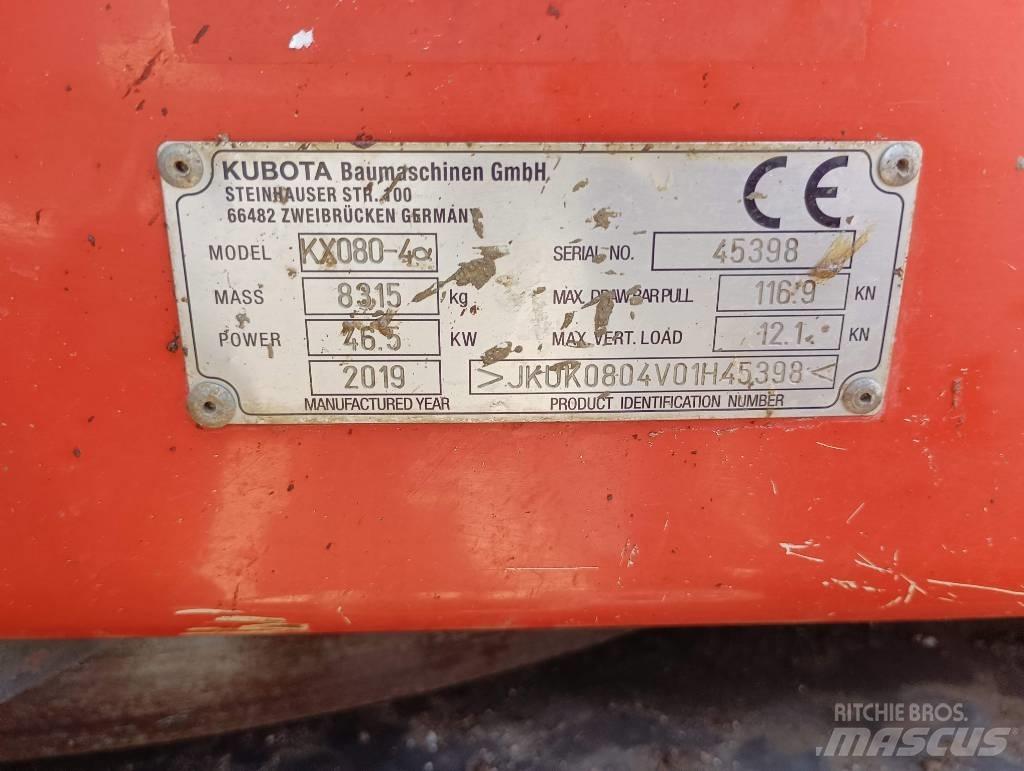 KUBOTA Baumaschinen GmbH
STEINHAUSER STR. 100
66482 ZWEIBRÜCKEN GERMANY
CE
MODEL KX080-4α SERIAL NO. 45398
MASS 8315 kg MAX. DRAWBAR PULL 116.9 KN
POWER 46.5 KW MAX. VERT. LOAD 12.1 KN
2019 >JKUK0804V01H45398<
MANUFACTURED YEAR PRODUCT IDENTIFICATION NUMBER
RITCHIE BROS.
MASCUS